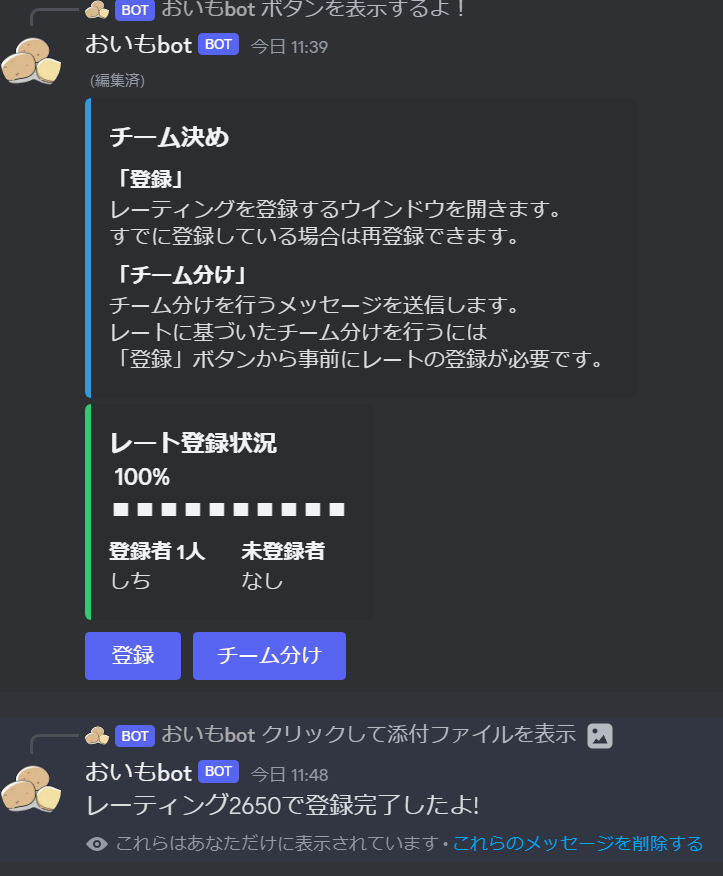 BOT おいもbot ボタンを表示するよ！
おいもbot BOT 今日 11:39
(編集済)
チーム決め
「登録」
レーティングを登録するウインドウを開きます。
すでに登録している場合は再登録できます。
「チーム分け」
チーム分けを行うメッセージを送信します。
レートに基づいたチーム分けを行うには
「登録」ボタンから事前にレートの登録が必要です。
レート登録状況
100%
■ ■ ■ ■ ■ ■ ■ ■ ■ ■
登録者 1人 未登録者
しち なし
登録 チーム分け
BOT おいもbot クリックして添付ファイルを表示
おいもbot BOT 今日 11:48
レーティング2650で登録完了したよ!
これらはあなただけに表示されています • これらのメッセージを削除する